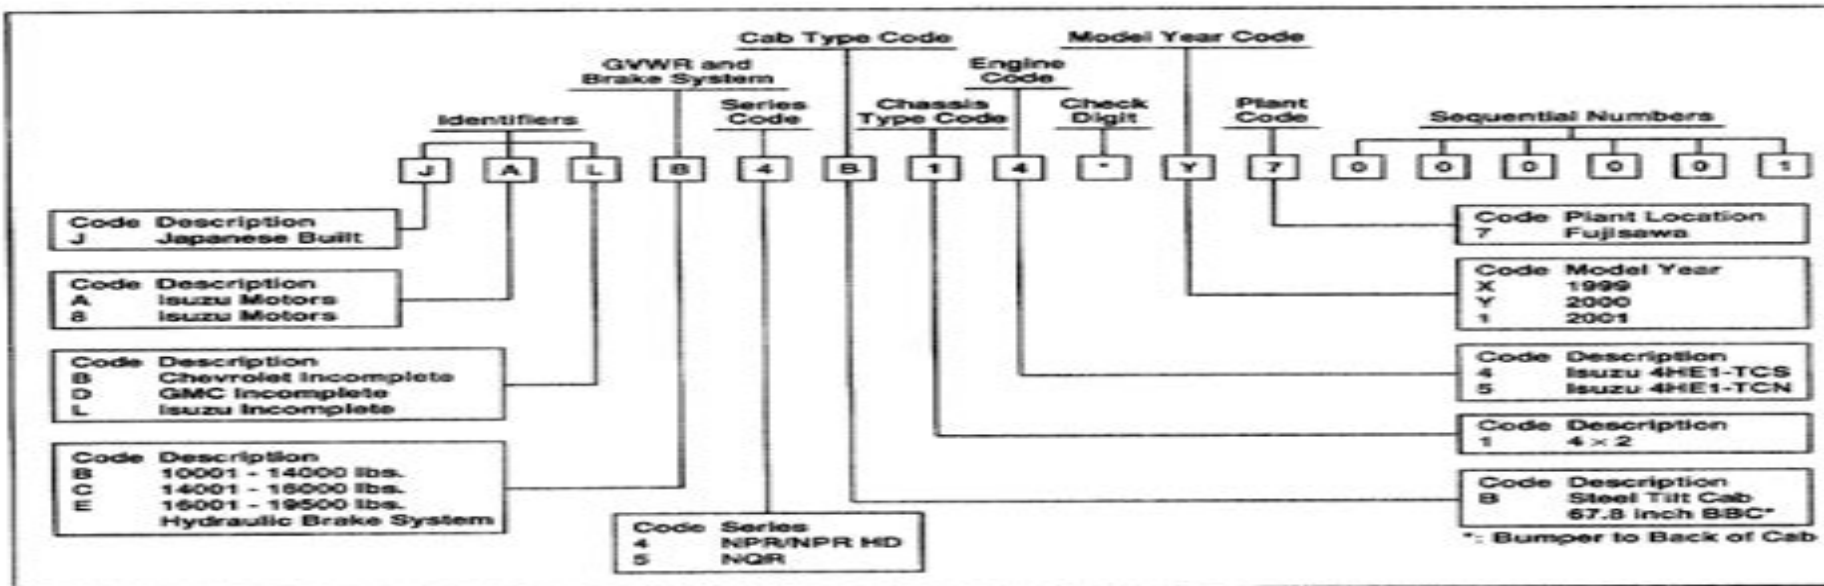 Cab Type Code
Model Year Code
GVWR and
Brake System
Engine
Code
Series
Code
Chassis
Type Code
Check
Digit
Plant
Code
Identifiers
Sequential Numbers
J A L B 4 B 1 4 * Y 7 0 0 0 0 0 1
Code Description
J Japanese Built
Code Description
A Isuzu Motors
8 Isuzu Motors
Code Description
B Chevrolet Incomplete
D GMC Incomplete
L Isuzu Incomplete
Code Description
B 10001 - 14000 lbs.
C 14001 - 16000 lbs.
E 16001 - 19500 lbs.
Hydraulic Brake System
Code Series
4 NPR/NPR HD
5 NQR
Code Plant Location
7 Fujisawa
Code Model Year
X 1999
Y 2000
1 2001
Code Description
4 Isuzu 4HE1-TCS
5 Isuzu 4HE1-TCN
Code Description
1 4 × 2
Code Description
B Steel Tilt Cab
67.8 inch BBC*
*: Bumper to Back of Cab